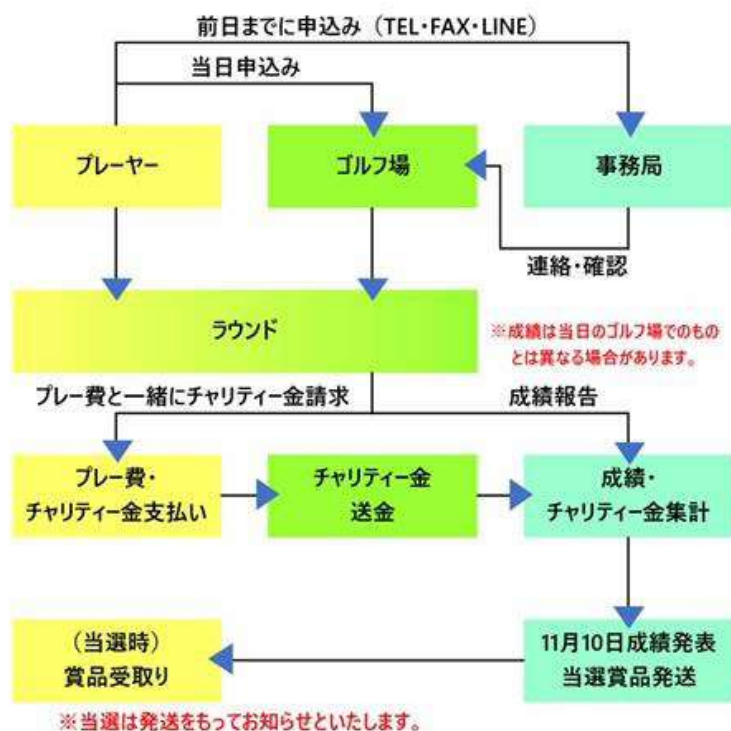 前日までに申込み（TEL・FAX・LINE）
当日申込み
プレーヤー
ゴルフ場
事務局
連絡・確認
ラウンド
※成績は当日のゴルフ場でのもの
とは異なる場合があります。
プレー費と一緒にチャリティー金請求
成績報告
プレー費・
チャリティー金支払い
チャリティー金
送金
成績・
チャリティー金集計
（当選時）
賞品受取り
11月10日成績発表
当選賞品発送
※当選は発送をもってお知らせといたします。